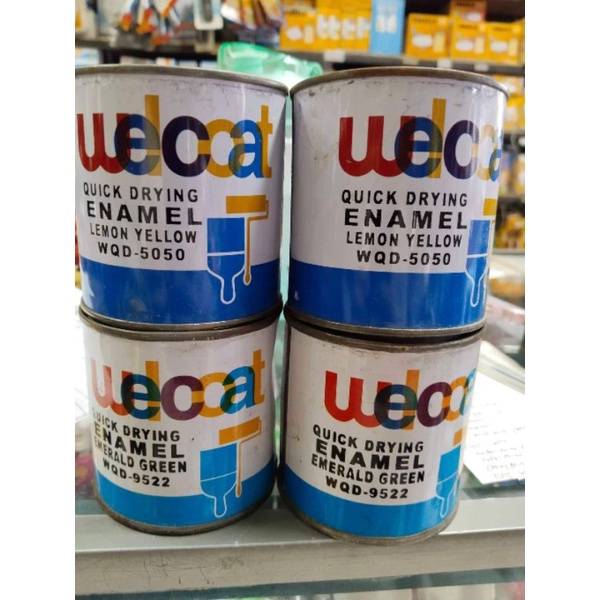 welcoat
QUICK DRYING
ENAMEL
LEMON YELLOW
WQD-5050
welcoat
QUICK DRYING
ENAMEL
LEMON YELLOW
WQD-5050
welcoat
QUICK DRYING
ENAMEL
EMERALD GREEN
WQD-9522
welcoa
QUICK DRYING
ENAMEL
EMERALD GREEN
WQD-9522